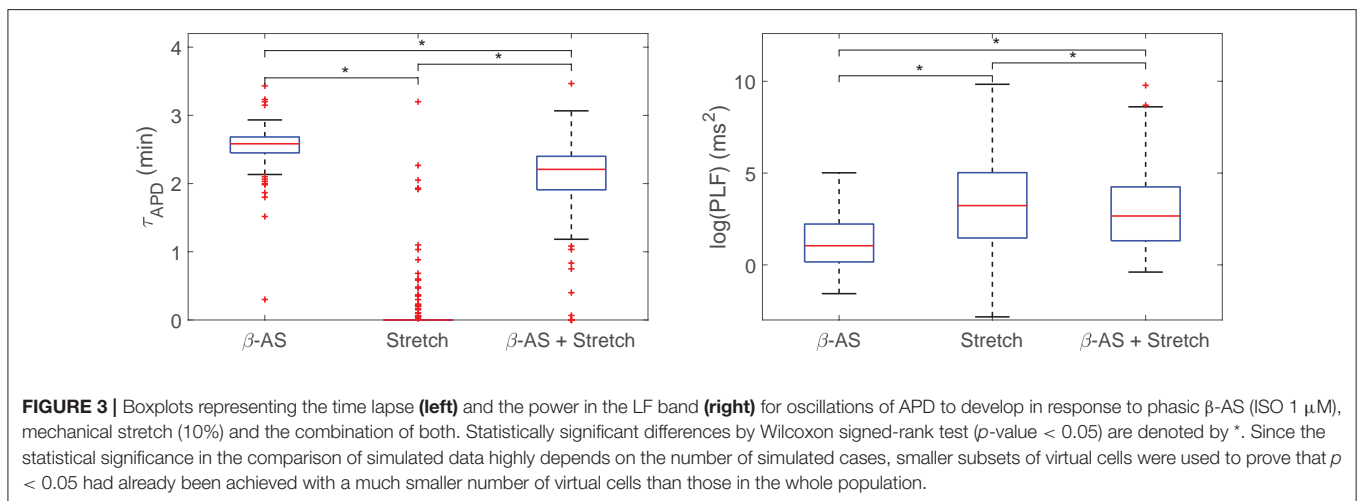 4
3
2
1
0
τAPD (min)
*
*
*
β-AS
Stretch
β-AS + Stretch
10
5
0
log(PLF) (ms²)
*
*
*
β-AS
Stretch
β-AS + Stretch
FIGURE 3 | Boxplots representing the time lapse (left) and the power in the LF band (right) for oscillations of APD to develop in response to phasic β-AS (ISO 1 μM),
mechanical stretch (10%) and the combination of both. Statistically significant differences by Wilcoxon signed-rank test (p-value < 0.05) are denoted by *. Since the
statistical significance in the comparison of simulated data highly depends on the number of simulated cases, smaller subsets of virtual cells were used to prove that p
< 0.05 had already been achieved with a much smaller number of virtual cells than those in the whole population.